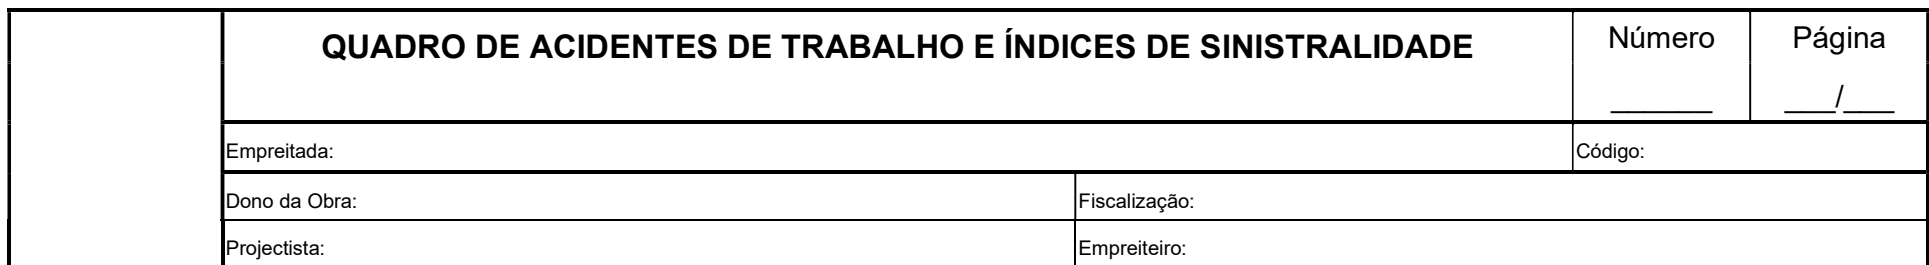 QUADRO DE ACIDENTES DE TRABALHO E ÍNDICES DE SINISTRALIDADE
Número
______
Página
___/___
Empreitada:
Código:
Dono da Obra:
Fiscalização:
Projectista:
Empreiteiro: